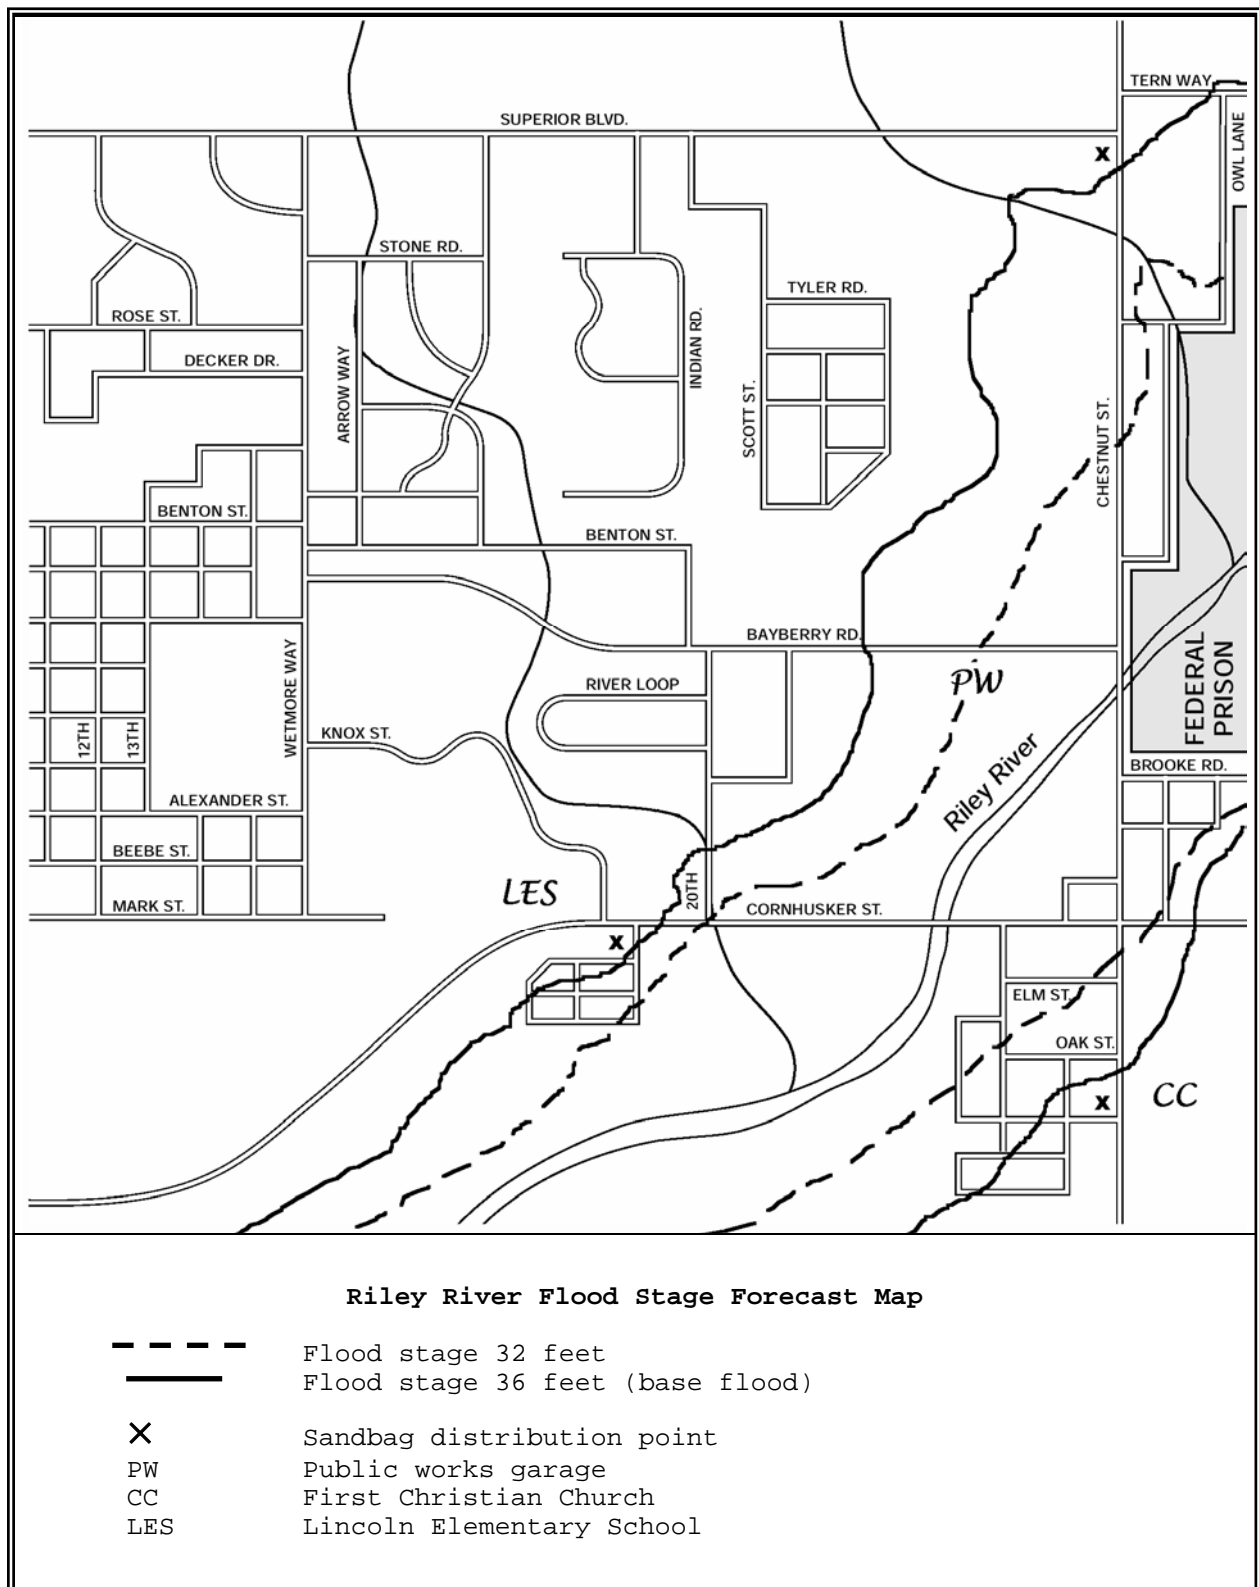 TERN WAY
SUPERIOR BLVD.
OWL LANE
X
STONE RD.
TYLER RD.
ROSE ST.
DECKER DR.
ARROW WAY
INDIAN RD.
SCOTT ST.
CHESTNUT ST.
BENTON ST.
BENTON ST.
BAYBERRY RD.
PW
FEDERAL
PRISON
RIVER LOOP
WETMORE WAY
12TH
13TH
KNOX ST.
Riley River
BROOKE RD.
ALEXANDER ST.
BEEBE ST.
LES
20TH
MARK ST.
CORNHUSKER ST.
X
ELM ST.
OAK ST.
X
CC
Riley River Flood Stage Forecast Map
Flood stage 32 feet
Flood stage 36 feet (base flood)
X Sandbag distribution point
PW Public works garage
CC First Christian Church
LES Lincoln Elementary School